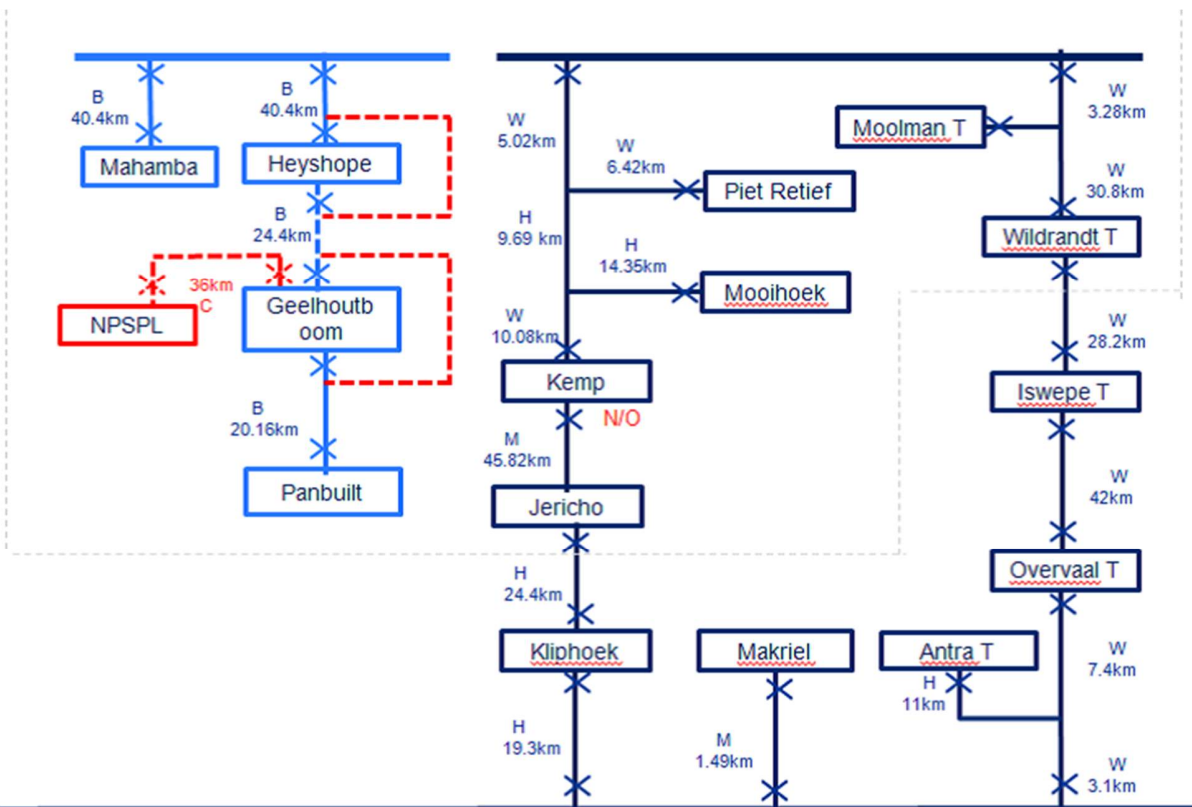 B
40.4km
Mahamba
B
40.4km
Heyshope
B
24.4km
36km
C
NPSPL
Geelhoutb
oom
B
20.16km
Panbuilt
W
5.02km
W
6.42km
Piet Retief
H
9.69 km
H
14.35km
Mooihoek
W
10.08km
Kemp
N/O
M
45.82km
Jericho
H
24.4km
Kliphoek
H
19.3km
Makriel
M
1.49km
W
3.28km
Moolman T
W
30.8km
Wildrandt T
W
28.2km
Iswepe T
W
42km
Overvaal T
Antra T
H
11km
W
7.4km
W
3.1km